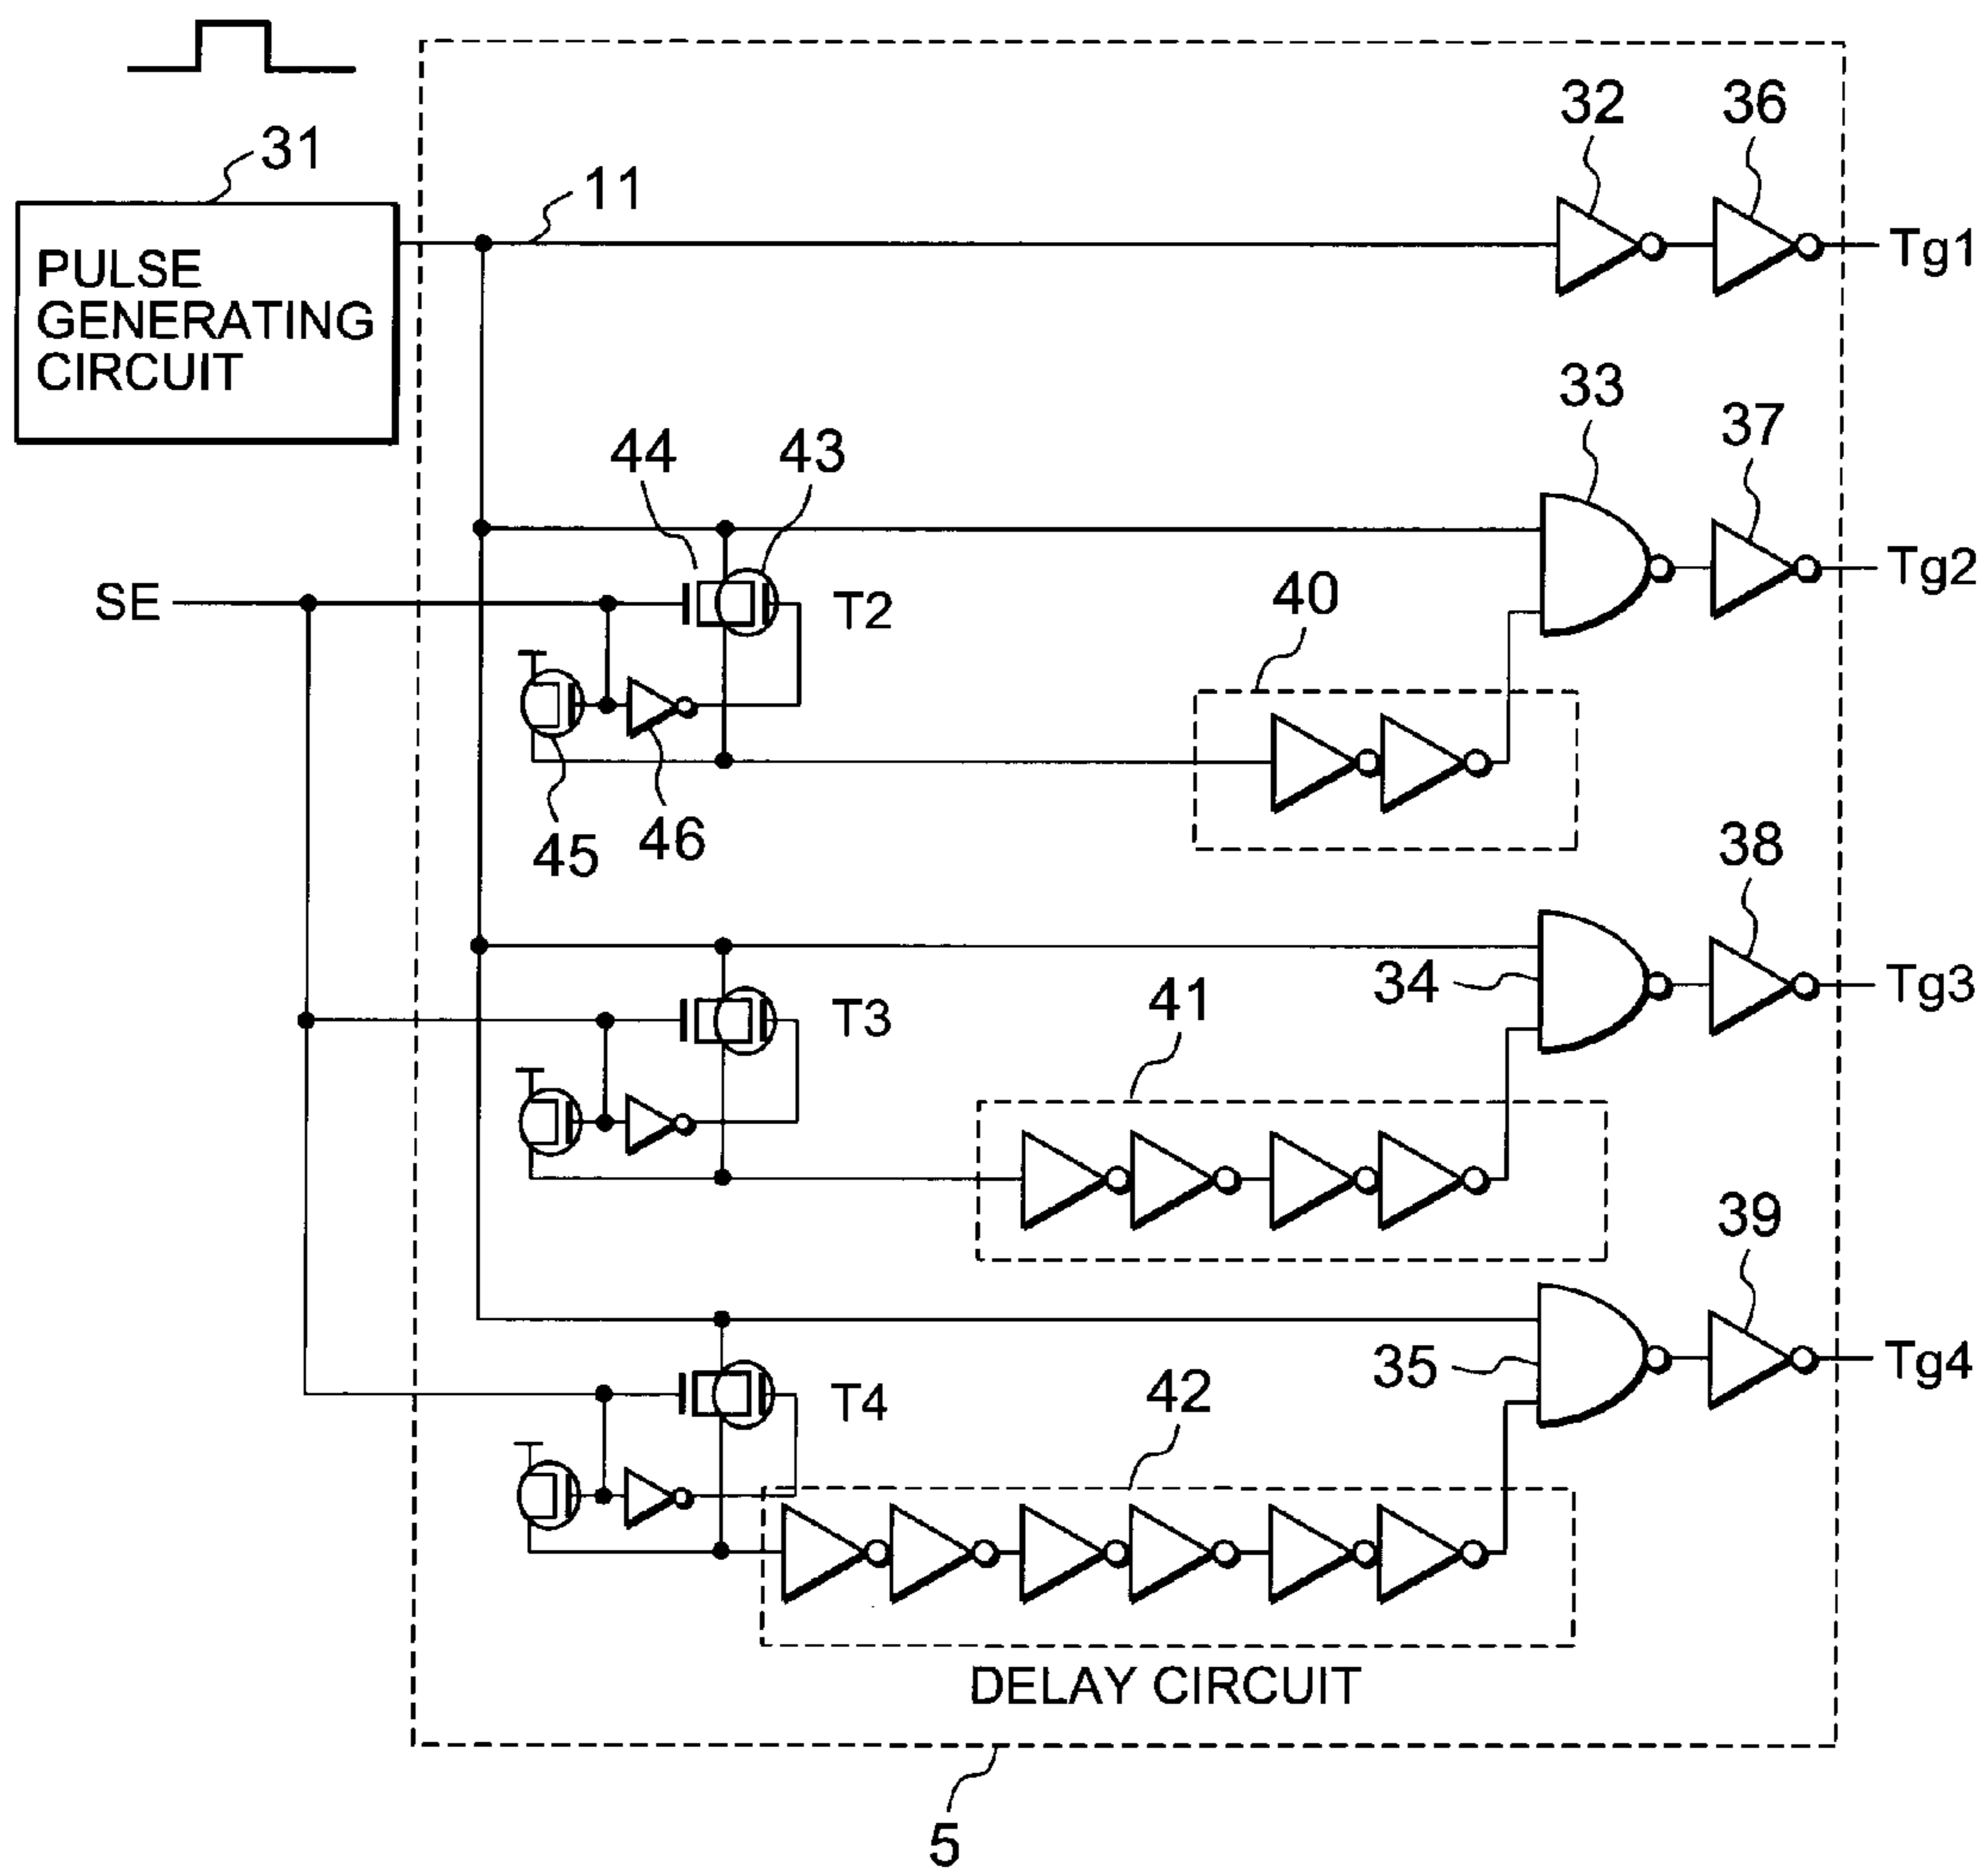 31
PULSE
GENERATING
CIRCUIT
11
32
36
Tg1
33
37
44
43
Tg2
SE
T2
40
45
46
38
34
Tg3
T3
41
39
35
Tg4
T4
42
DELAY CIRCUIT
5